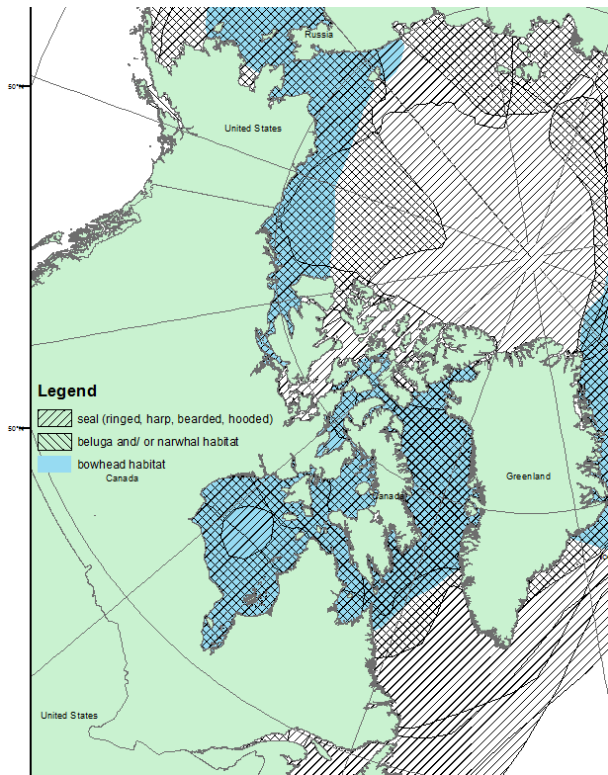 Russia
50°N
United States
Legend
seal (ringed, harp, bearded, hooded)
50°N
beluga and/ or narwhal habitat
bowhead habitat
Canada
Greenland
Canada
United States